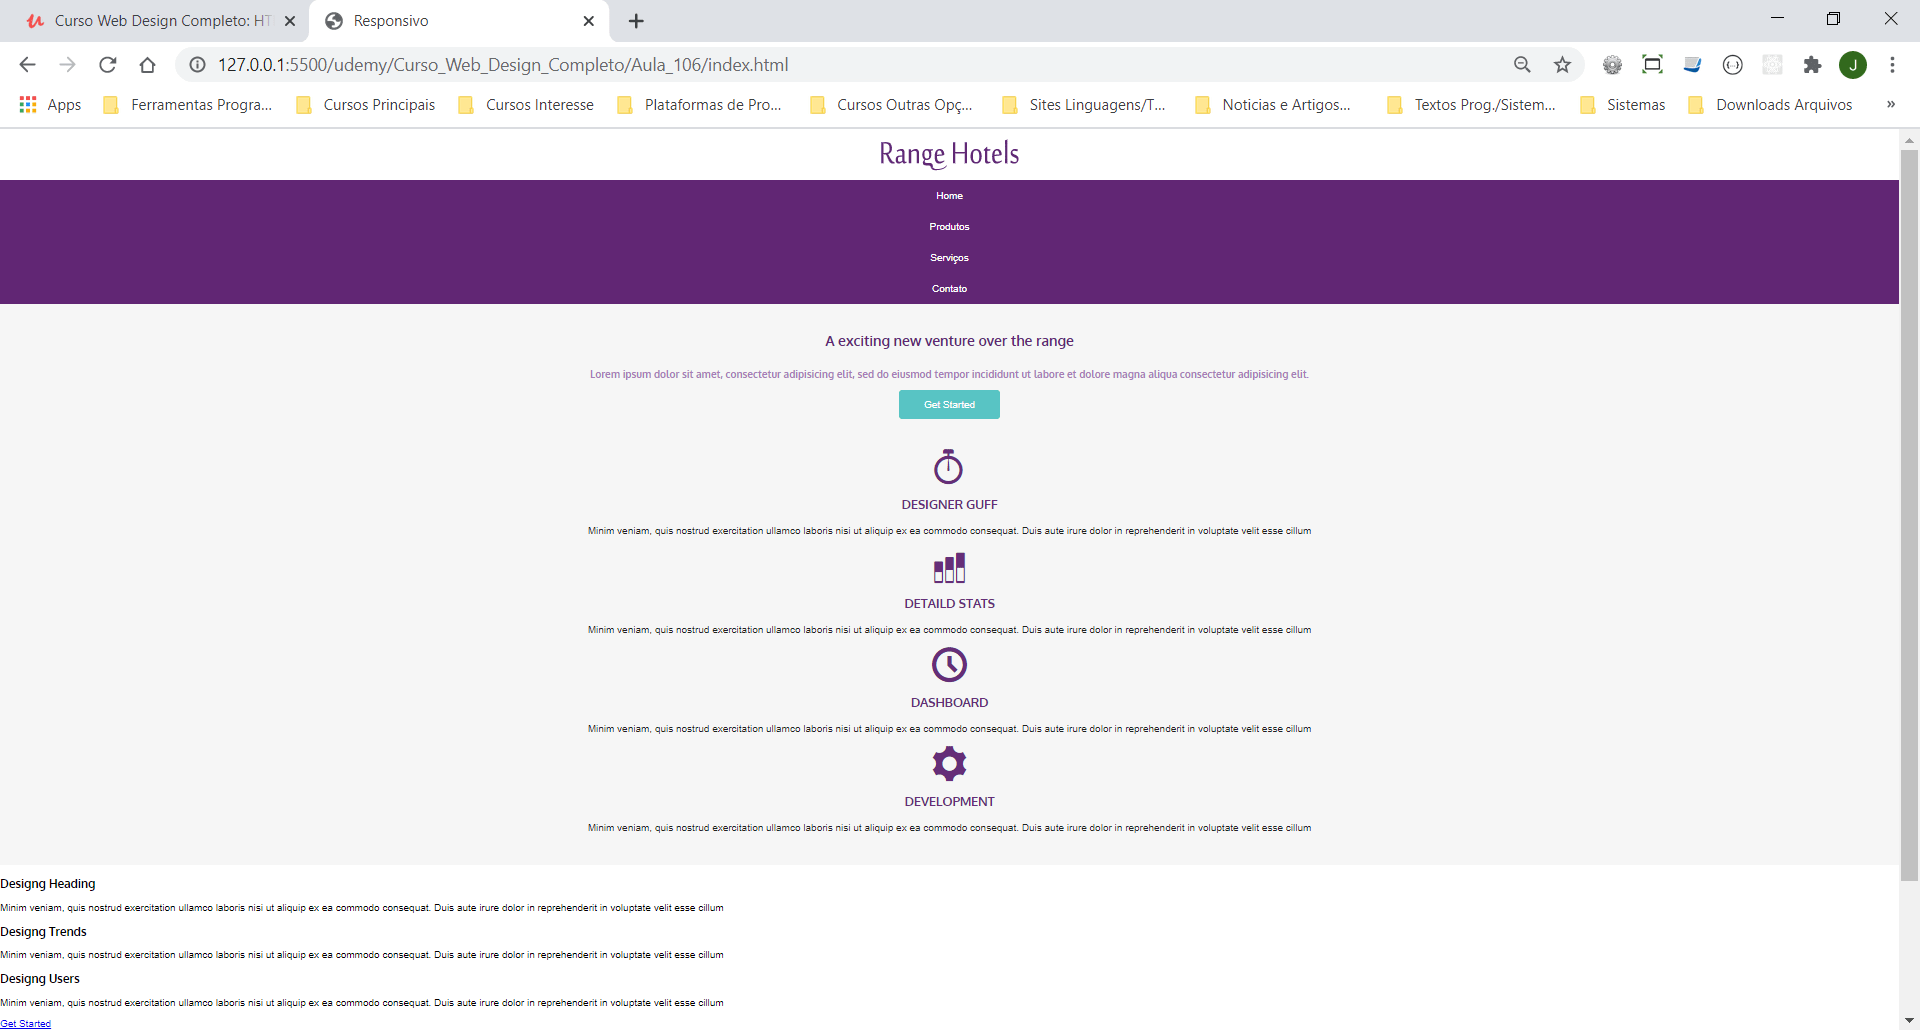 Curso Web Design Completo: HT
Responsivo
127.0.0.1:5500/udemy/Curso_Web_Design_Completo/Aula_106/index.html
J
Apps Ferramentas Progra... Cursos Principais Cursos Interesse Plataformas de Pro... Cursos Outras Opç... Sites Linguagens/T... Noticias e Artigos... Textos Prog./Sistem... Sistemas Downloads Arquivos »
Range Hotels
Home
Produtos
Serviços
Contato
A exciting new venture over the range
Lorem ipsum dolor sit amet, consectetur adipisicing elit, sed do eiusmod tempor incididunt ut labore et dolore magna aliqua consectetur adipisicing elit.
Get Started
DESIGNER GUFF
Minim veniam, quis nostrud exercitation ullamco laboris nisi ut aliquip ex ea commodo consequat. Duis aute irure dolor in reprehenderit in voluptate velit esse cillum
DETAILD STATS
Minim veniam, quis nostrud exercitation ullamco laboris nisi ut aliquip ex ea commodo consequat. Duis aute irure dolor in reprehenderit in voluptate velit esse cillum
DASHBOARD
Minim veniam, quis nostrud exercitation ullamco laboris nisi ut aliquip ex ea commodo consequat. Duis aute irure dolor in reprehenderit in voluptate velit esse cillum
DEVELOPMENT
Minim veniam, quis nostrud exercitation ullamco laboris nisi ut aliquip ex ea commodo consequat. Duis aute irure dolor in reprehenderit in voluptate velit esse cillum
Designg Heading
Minim veniam, quis nostrud exercitation ullamco laboris nisi ut aliquip ex ea commodo consequat. Duis aute irure dolor in reprehenderit in voluptate velit esse cillum
Designg Trends
Minim veniam, quis nostrud exercitation ullamco laboris nisi ut aliquip ex ea commodo consequat. Duis aute irure dolor in reprehenderit in voluptate velit esse cillum
Designg Users
Minim veniam, quis nostrud exercitation ullamco laboris nisi ut aliquip ex ea commodo consequat. Duis aute irure dolor in reprehenderit in voluptate velit esse cillum
Get Started